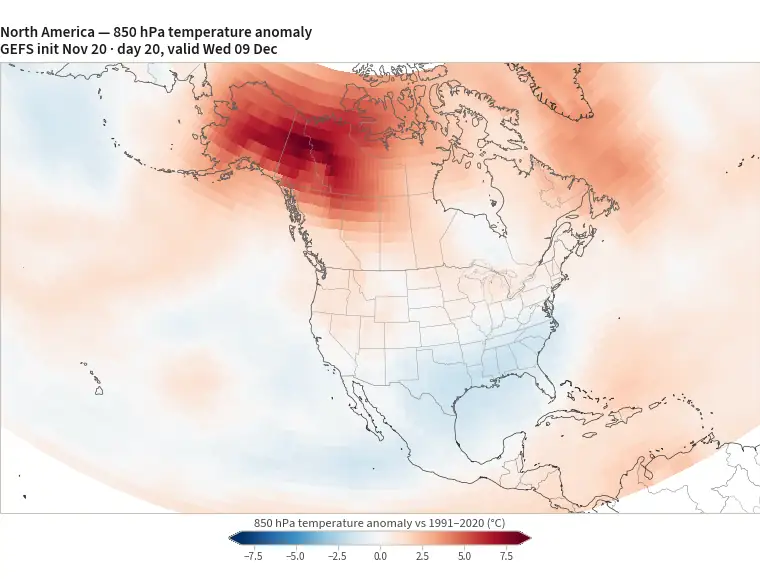 North America — 850 hPa temperature anomaly
GEFS init Nov 20 · day 20, valid Wed 09 Dec
850 hPa temperature anomaly vs 1991–2020 (°C)
−7.5 −5.0 −2.5 0.0 2.5 5.0 7.5